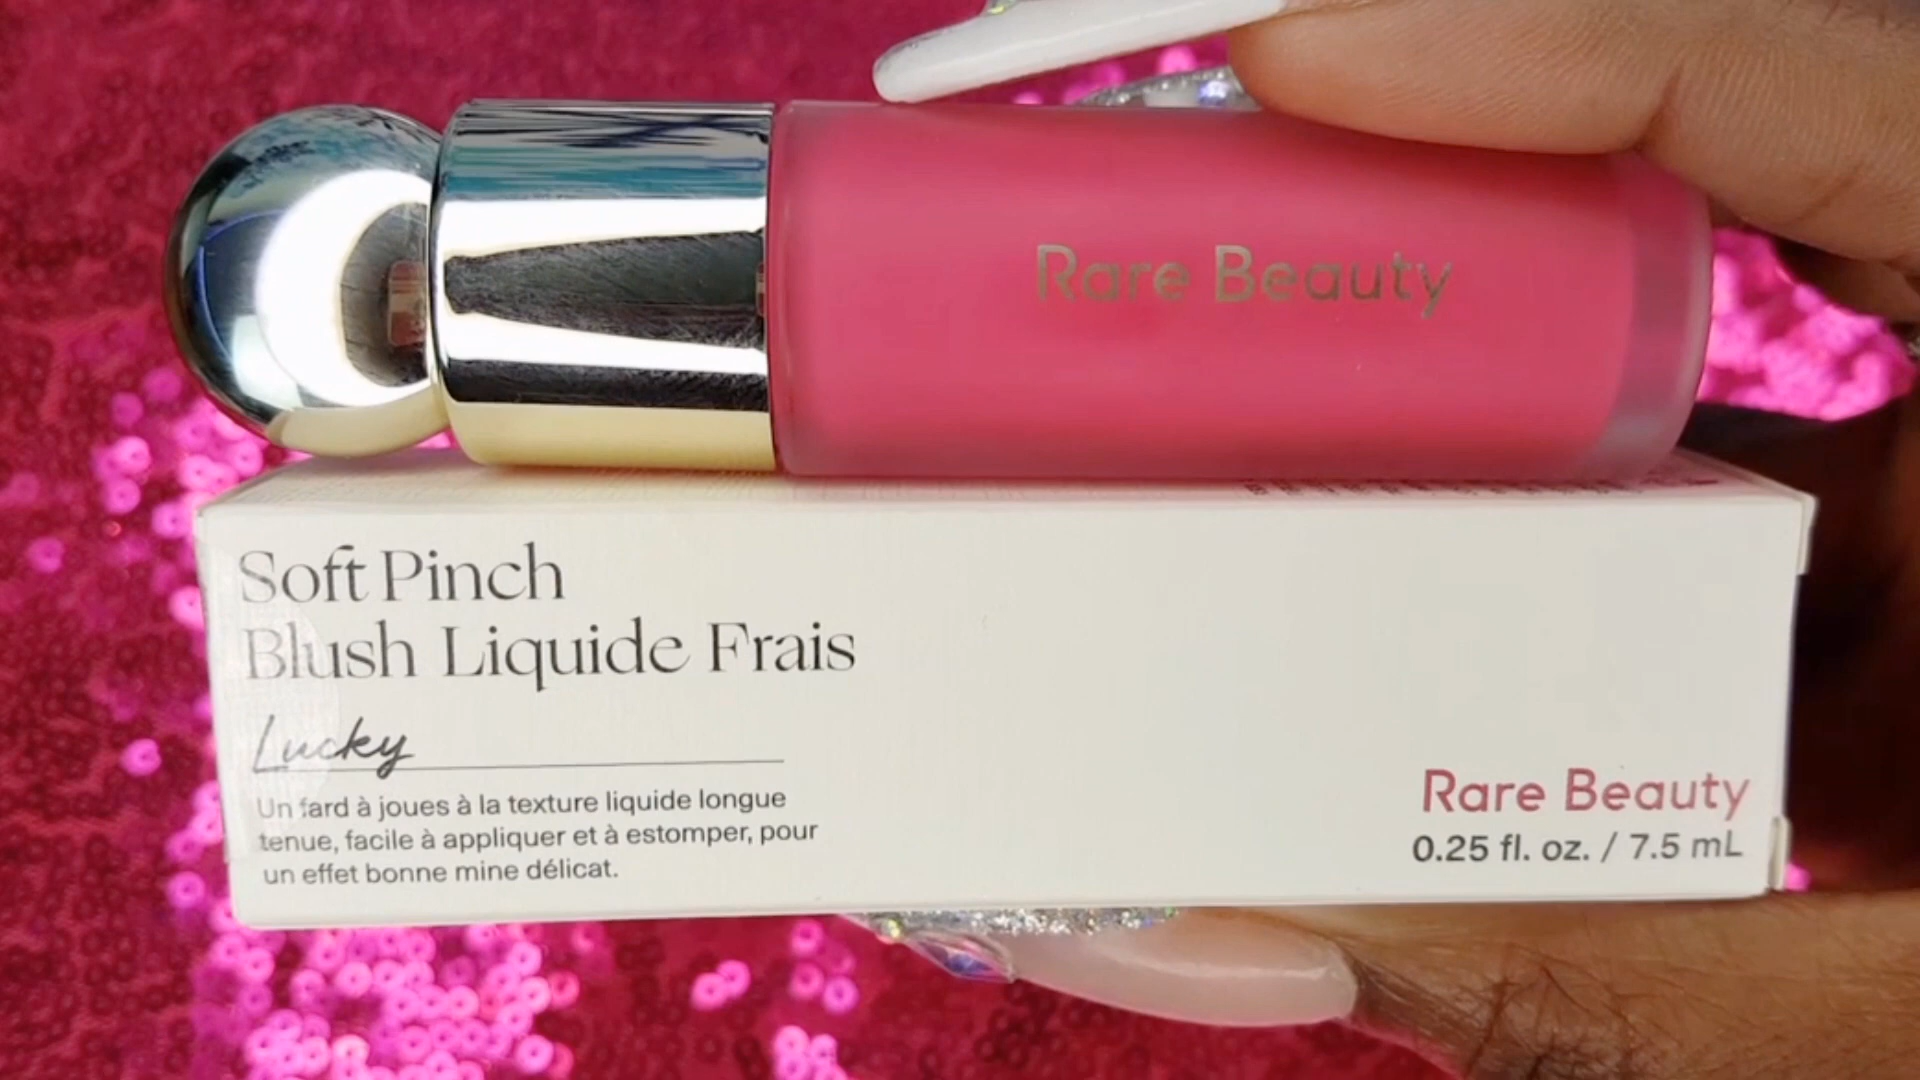 Rare Beauty
Soft Pinch
Blush Liquide Frais
Lucky
Un fard à joues à la texture liquide longue
tenue, facile à appliquer et à estomper, pour
un effet bonne mine délicat.
Rare Beauty
0.25 fl. oz. / 7.5 mL